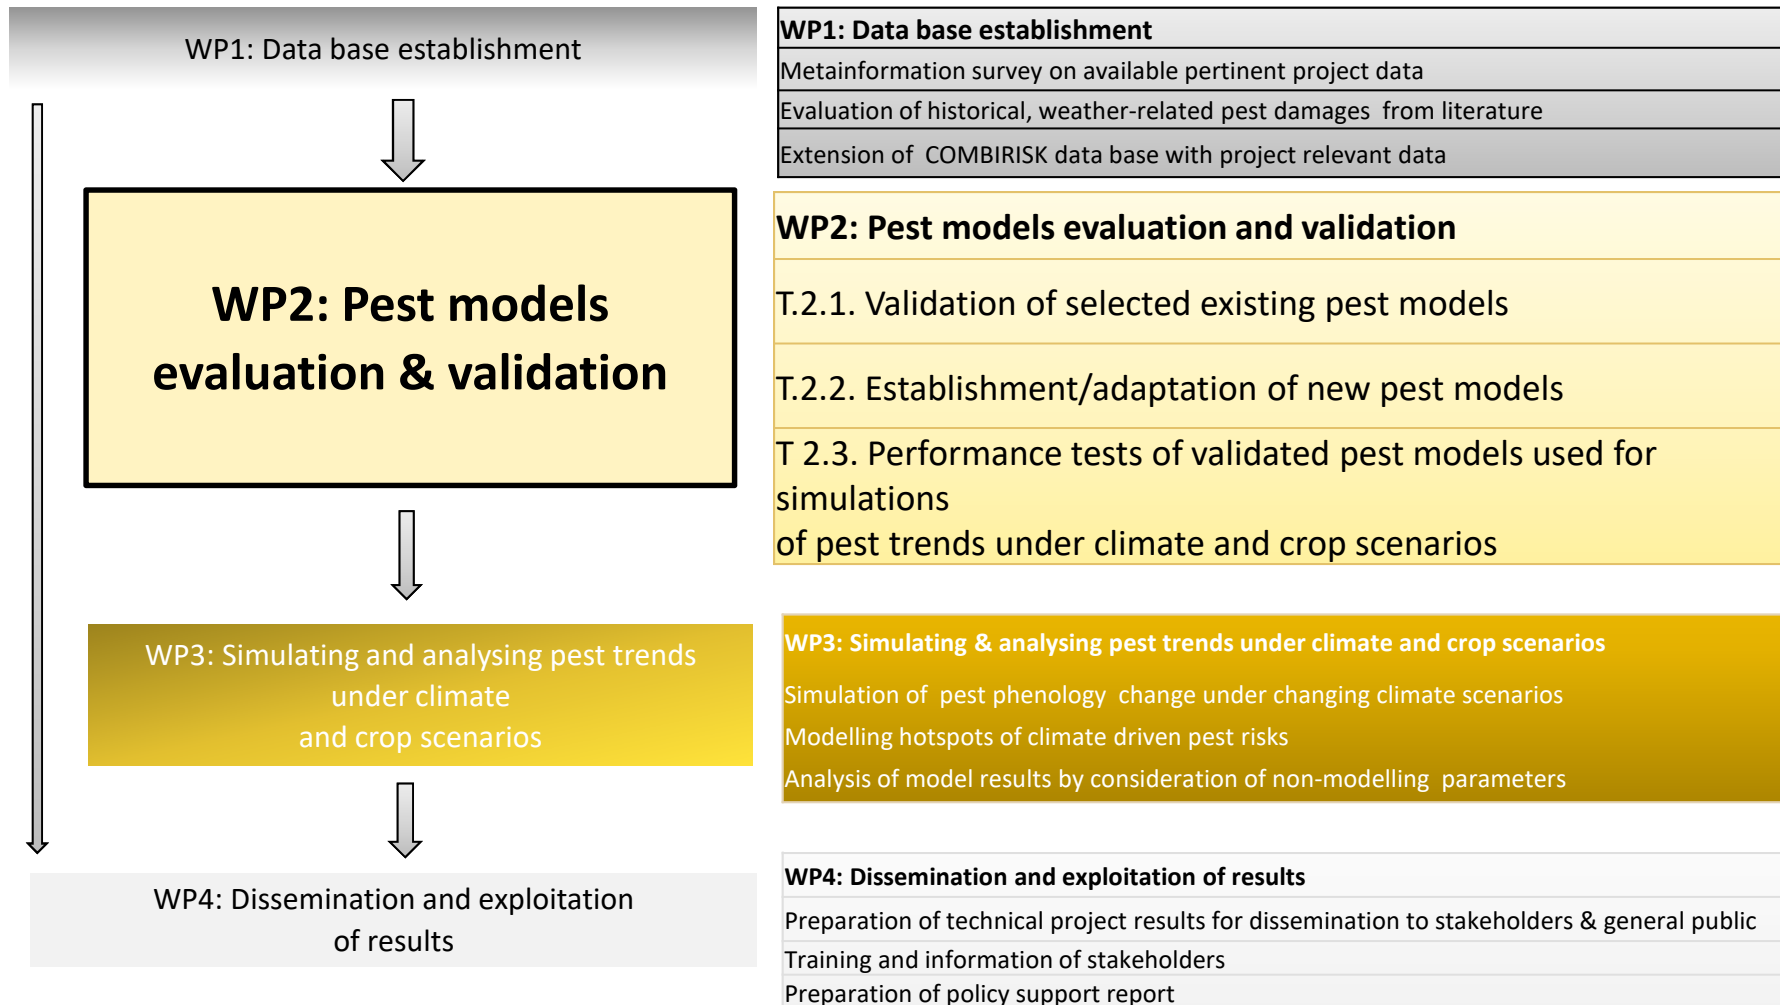 WP1: Data base establishment
WP2: Pest models
evaluation & validation
WP3: Simulating and analysing pest trends
under climate
and crop scenarios
WP4: Dissemination and exploitation
of results
WP1: Data base establishment
Metainformation survey on available pertinent project data
Evaluation of historical, weather-related pest damages from literature
Extension of COMBIRISK data base with project relevant data
WP2: Pest models evaluation and validation
T.2.1. Validation of selected existing pest models
T.2.2. Establishment/adaptation of new pest models
T 2.3. Performance tests of validated pest models used for
simulations
of pest trends under climate and crop scenarios
WP3: Simulating & analysing pest trends under climate and crop scenarios
Simulation of pest phenology change under changing climate scenarios
Modelling hotspots of climate driven pest risks
Analysis of model results by consideration of non-modelling parameters
WP4: Dissemination and exploitation of results
Preparation of technical project results for dissemination to stakeholders & general public
Training and information of stakeholders
Preparation of policy support report